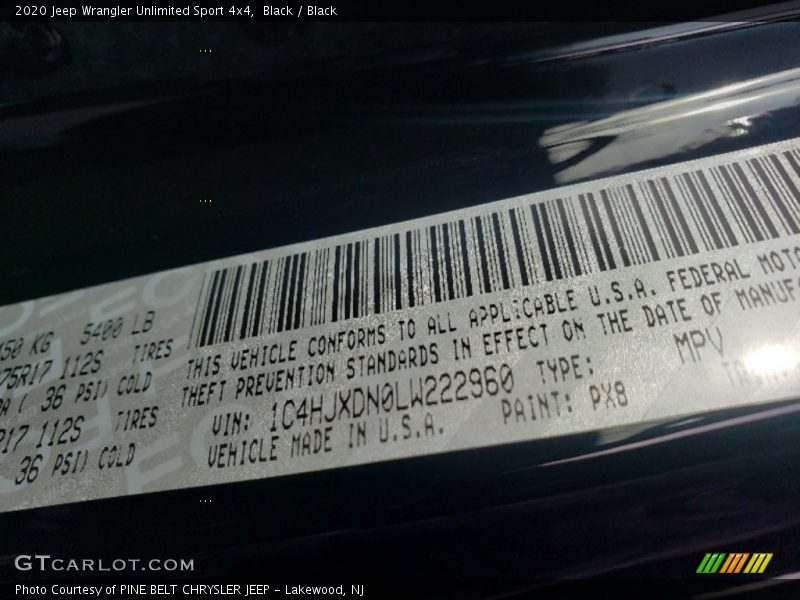 2020 Jeep Wrangler Unlimited Sport 4x4,  Black / Black
450 KG 5400 LB
75R17 112S TIRES
( 36 PSI) COLD
R17 112S TIRES
36 PSI) COLD
THIS VEHICLE CONFORMS TO ALL APPLICABLE U.S.A. FEDERAL MOTO
THEFT PREVENTION STANDARDS IN EFFECT ON THE DATE OF MANUF
VIN: 1C4HJXDN0LW222960 TYPE: MPV
VEHICLE MADE IN U.S.A. PAINT: PX8
GTCARLOT.COM
Photo Courtesy of PINE BELT CHRYSLER JEEP - Lakewood, NJ